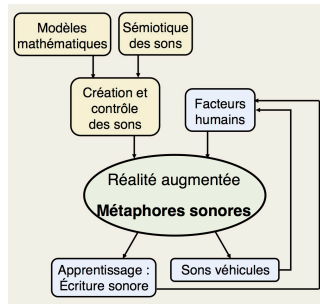 Modèles
mathématiques
Sémiotique
des sons
Création et
contrôle
des sons
Facteurs
humains
Réalité augmentée
Métaphores sonores
Apprentissage :
Écriture sonore
Sons véhicules